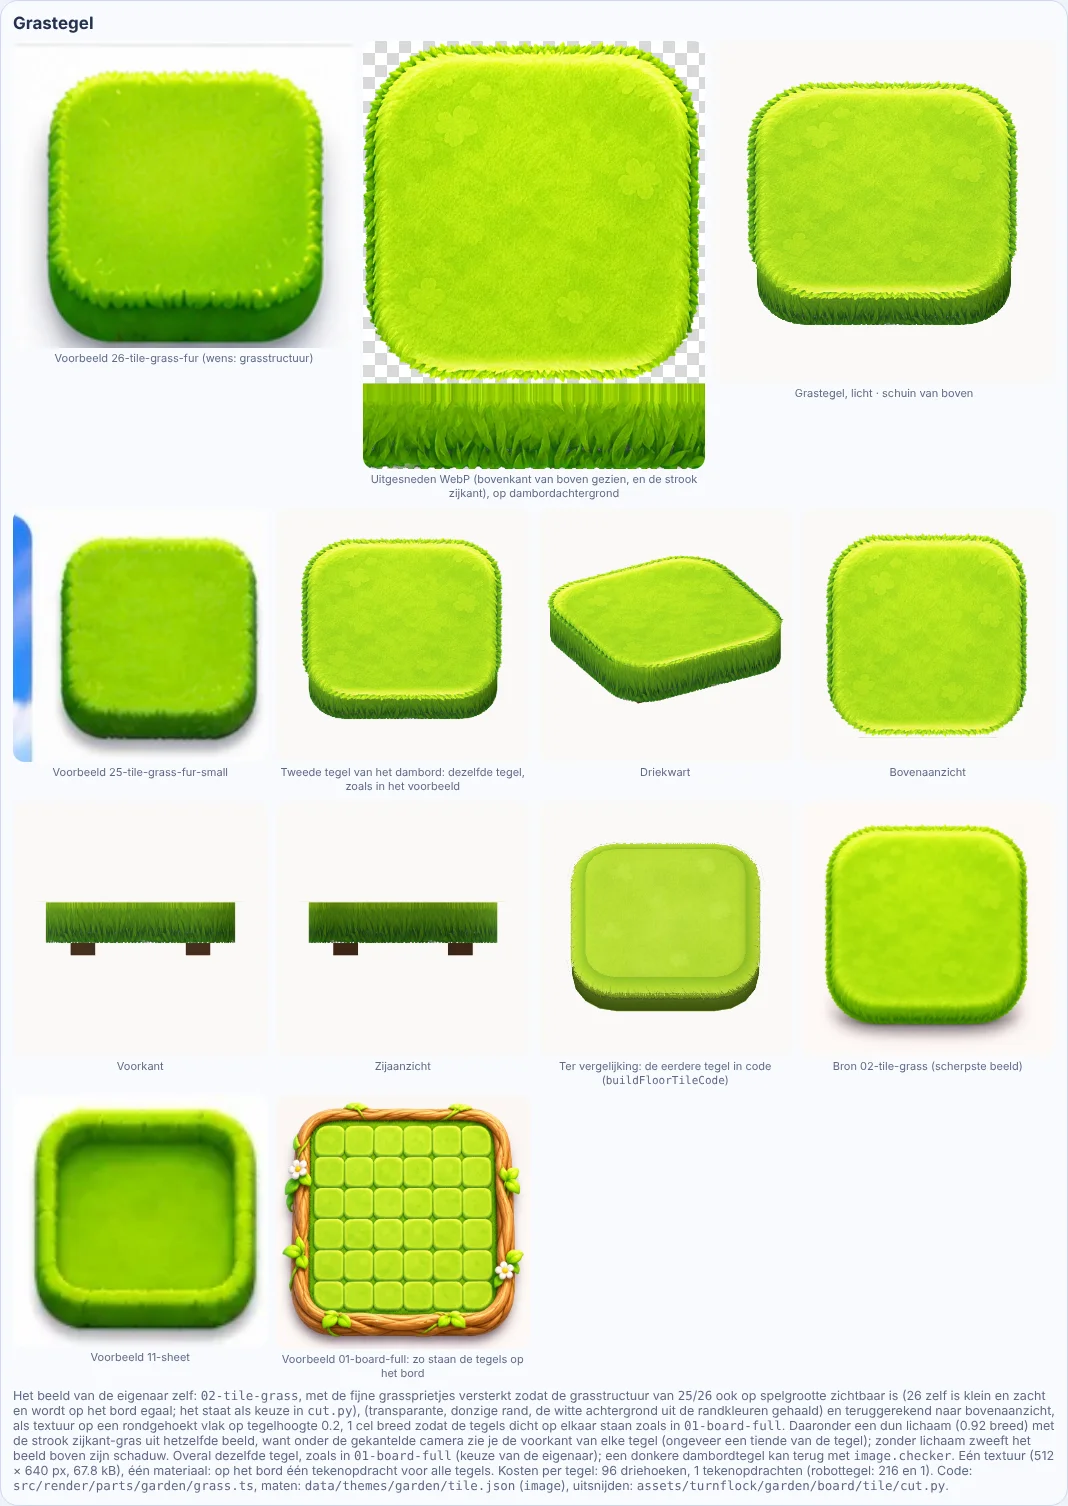 Grastegel
Voorbeeld 26-tile-grass-fur (wens: grasstructuur)
Uitgesneden WebP (bovenkant van boven gezien, en de strook
zijkant), op dambordachtergrond
Grastegel, licht · schuin van boven
Voorbeeld 25-tile-grass-fur-small
Tweede tegel van het dambord: dezelfde tegel,
zoals in het voorbeeld
Driekwart
Bovenaanzicht
Voorkant
Zijaanzicht
Ter vergelijking: de eerdere tegel in code
(buildFloorTileCode)
Bron 02-tile-grass (scherpste beeld)
Voorbeeld 11-sheet
Voorbeeld 01-board-full: zo staan de tegels op
het bord
Het beeld van de eigenaar zelf: 02-tile-grass, met de fijne grassprietjes versterkt zodat de grasstructuur van 25/26 ook op spelgrootte zichtbaar is (26 zelf is klein en zacht
en wordt op het bord egaal; het staat als keuze in cut.py), (transparante, donzige rand, de witte achtergrond uit de randkleuren gehaald) en teruggerekend naar bovenaanzicht,
als textuur op een rondgehoekt vlak op tegelhoogte 0.2, 1 cel breed zodat de tegels dicht op elkaar staan zoals in 01-board-full. Daaronder een dun lichaam (0.92 breed) met
de strook zijkant-gras uit hetzelfde beeld, want onder de gekantelde camera zie je de voorkant van elke tegel (ongeveer een tiende van de tegel); zonder lichaam zweeft het
beeld boven zijn schaduw. Overal dezelfde tegel, zoals in 01-board-full (keuze van de eigenaar); een donkere dambordtegel kan terug met image.checker. Eén textuur (512
× 640 px, 67.8 kB), één materiaal: op het bord één tekenopdracht voor alle tegels. Kosten per tegel: 96 driehoeken, 1 tekenopdrachten (robottegel: 216 en 1). Code:
src/render/parts/garden/grass.ts, maten: data/themes/garden/tile.json (image), uitsnijden: assets/turnflock/garden/board/tile/cut.py.